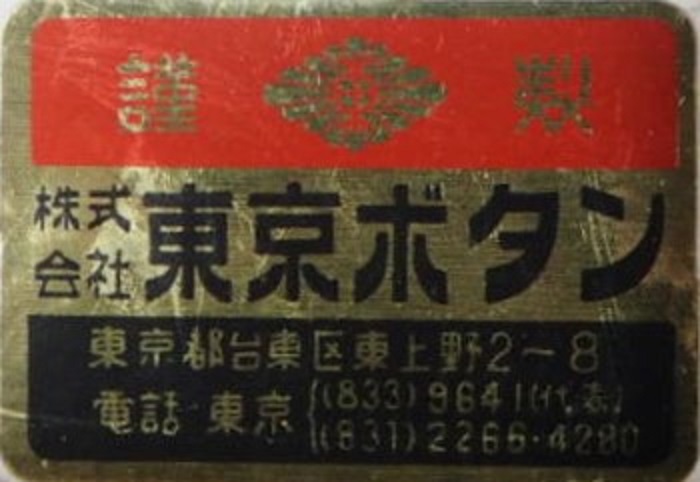 謹製
株式会社 東京ボタン
東京都台東区東上野2-8
電話 東京 (833) 9641(代表)
(831) 2266・4280